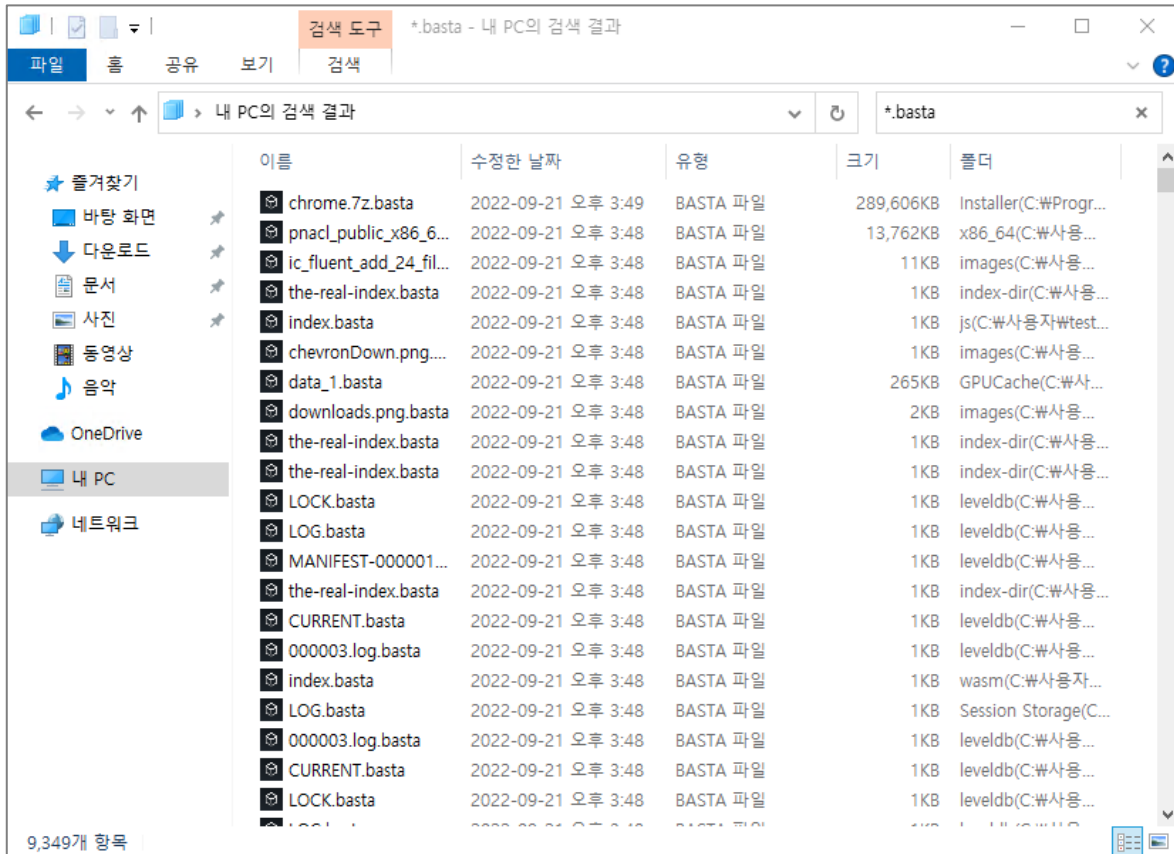 검색 도구 *.basta - 내 PC의 검색 결과
파일 홈 공유 보기 검색
내 PC의 검색 결과 *.basta
이름 수정한 날짜 유형 크기 폴더
즐겨찾기
바탕 화면
다운로드
문서
사진
동영상
음악
OneDrive
내 PC
네트워크
chrome.7z.basta 2022-09-21 오후 3:49 BASTA 파일 289,606KB Installer(C:₩Progr...
pnacl_public_x86_6... 2022-09-21 오후 3:48 BASTA 파일 13,762KB x86_64(C:₩사용...
ic_fluent_add_24_fil... 2022-09-21 오후 3:48 BASTA 파일 11KB images(C:₩사용...
the-real-index.basta 2022-09-21 오후 3:48 BASTA 파일 1KB index-dir(C:₩사용...
index.basta 2022-09-21 오후 3:48 BASTA 파일 1KB js(C:₩사용자₩test...
chevronDown.png.... 2022-09-21 오후 3:48 BASTA 파일 1KB images(C:₩사용...
data_1.basta 2022-09-21 오후 3:48 BASTA 파일 265KB GPUCache(C:₩사...
downloads.png.basta 2022-09-21 오후 3:48 BASTA 파일 2KB images(C:₩사용...
the-real-index.basta 2022-09-21 오후 3:48 BASTA 파일 1KB index-dir(C:₩사용...
the-real-index.basta 2022-09-21 오후 3:48 BASTA 파일 1KB index-dir(C:₩사용...
LOCK.basta 2022-09-21 오후 3:48 BASTA 파일 1KB leveldb(C:₩사용...
LOG.basta 2022-09-21 오후 3:48 BASTA 파일 1KB leveldb(C:₩사용...
MANIFEST-000001... 2022-09-21 오후 3:48 BASTA 파일 1KB leveldb(C:₩사용...
the-real-index.basta 2022-09-21 오후 3:48 BASTA 파일 1KB index-dir(C:₩사용...
CURRENT.basta 2022-09-21 오후 3:48 BASTA 파일 1KB leveldb(C:₩사용...
000003.log.basta 2022-09-21 오후 3:48 BASTA 파일 1KB leveldb(C:₩사용...
index.basta 2022-09-21 오후 3:48 BASTA 파일 1KB wasm(C:₩사용자...
LOG.basta 2022-09-21 오후 3:48 BASTA 파일 1KB Session Storage(C...
000003.log.basta 2022-09-21 오후 3:48 BASTA 파일 1KB leveldb(C:₩사용...
CURRENT.basta 2022-09-21 오후 3:48 BASTA 파일 1KB leveldb(C:₩사용...
LOCK.basta 2022-09-21 오후 3:48 BASTA 파일 1KB leveldb(C:₩사용...
9,349개 항목